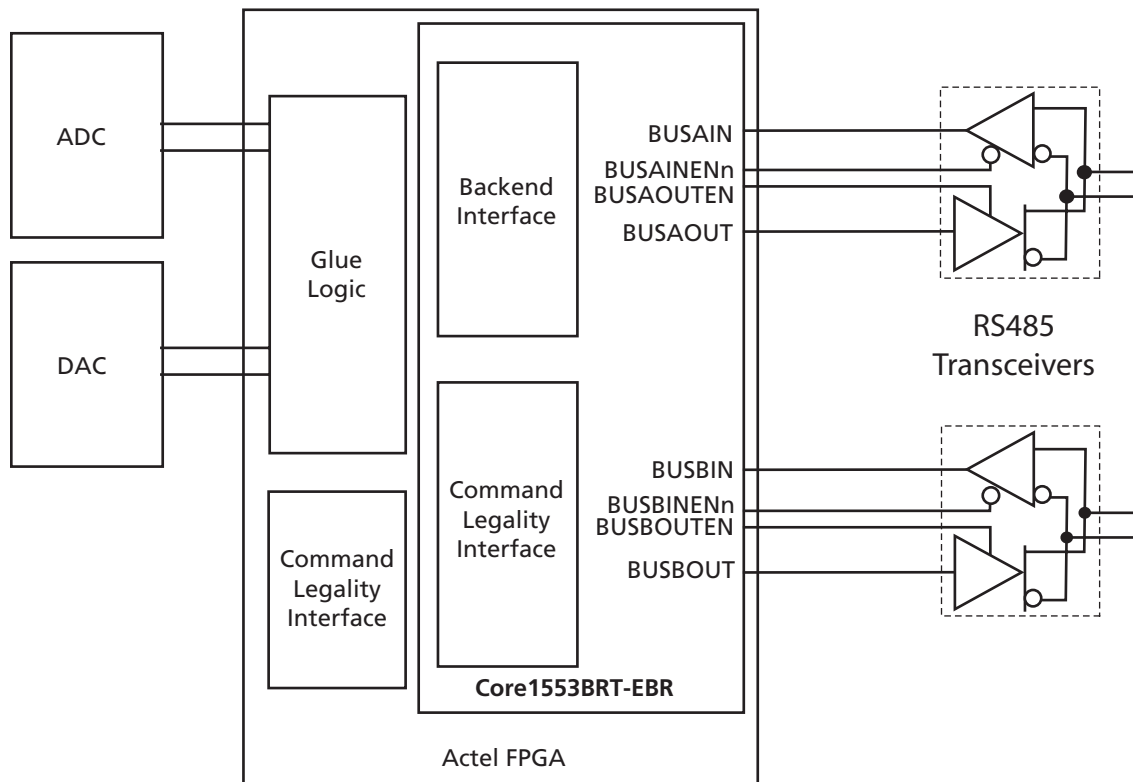 ADC
DAC
Glue
Logic
Command
Legality
Interface
Backend
Interface
Command
Legality
Interface
BUSAIN
BUSAINENn
BUSAOUTEN
BUSAOUT
BUSBIN
BUSBINENn
BUSBOUTEN
BUSBOUT
Core1553BRT-EBR
Actel FPGA
RS485
Transceivers